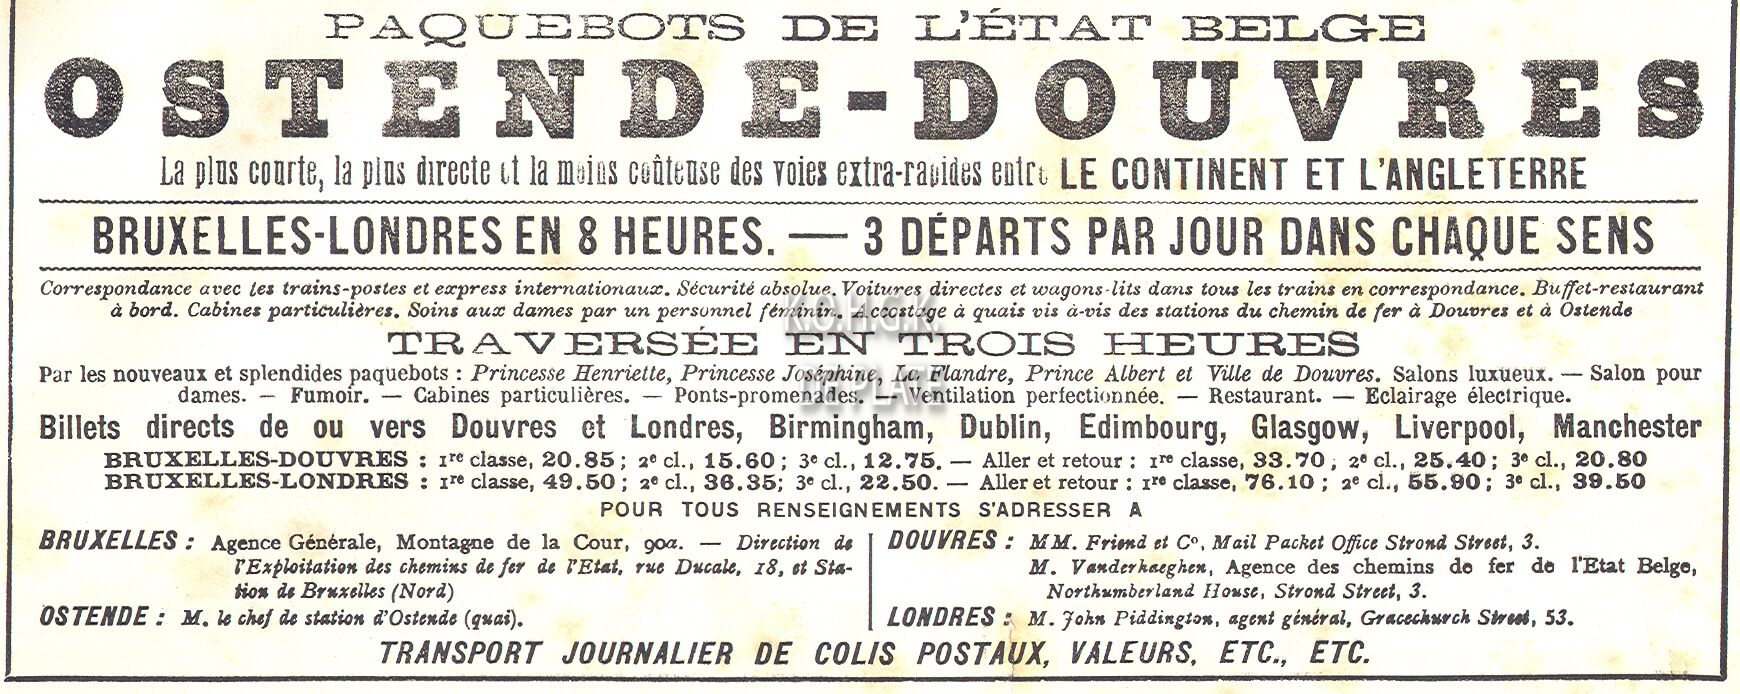 PAQUEBOTS DE L'ÉTAT BELGE
OSTENDE-DOUVRES
La plus courte, la plus directe et la moins coûteuse des voies extra-rapides entre LE CONTINENT ET L'ANGLETERRE
BRUXELLES-LONDRES EN 8 HEURES. — 3 DÉPARTS PAR JOUR DANS CHAQUE SENS
Correspondance avec les trains-postes et express internationaux. Sécurité absolue. Voitures directes et wagons-lits dans tous les trains en correspondance. Buffet-restaurant
à bord. Cabines particulières. Soins aux dames par un personnel féminin. Accostage à quais vis à-vis des stations du chemin de fer à Douvres et à Ostende
K.O.H.G.K.
TRAVERSÉE EN TROIS HEURES
Par les nouveaux et splendides paquebots : Princesse Henriette, Princesse Joséphine, La Flandre, Prince Albert et Ville de Douvres. Salons luxueux. — Salon pour
DE PLATE
dames. — Fumoir. — Cabines particulières. — Ponts-promenades. — Ventilation perfectionnée. — Restaurant. — Eclairage électrique.
Billets directs de ou vers Douvres et Londres, Birmingham, Dublin, Edimbourg, Glasgow, Liverpool, Manchester
BRUXELLES-DOUVRES : 1re classe, 20.85 ; 2e cl., 15.60 ; 3e cl., 12.75. — Aller et retour : 1re classe, 33.70 ; 2e cl., 25.40 ; 3e cl., 20.80
BRUXELLES-LONDRES : 1re classe, 49.50 ; 2e cl., 36.35; 3e cl., 22.50. — Aller et retour : 1re classe, 76.10 ; 2e cl., 55.90 ; 3e cl., 39.50
POUR TOUS RENSEIGNEMENTS S'ADRESSER A
BRUXELLES : Agence Générale, Montagne de la Cour, 90a. — Direction de
l'Exploitation des chemins de fer de l'Etat, rue Ducale, 18, et Sta-
tion de Bruxelles (Nord)
OSTENDE : M. le chef de station d'Ostende (quai).
DOUVRES : MM. Friend et Co, Mail Packet Office Strond Street, 3.
M. Vanderhaeghen, Agence des chemins de fer de l'Etat Belge,
Northumberland House, Strond Street, 3.
LONDRES : M. John Piddington, agent général, Gracechurch Street, 53.
TRANSPORT JOURNALIER DE COLIS POSTAUX, VALEURS, ETC., ETC.